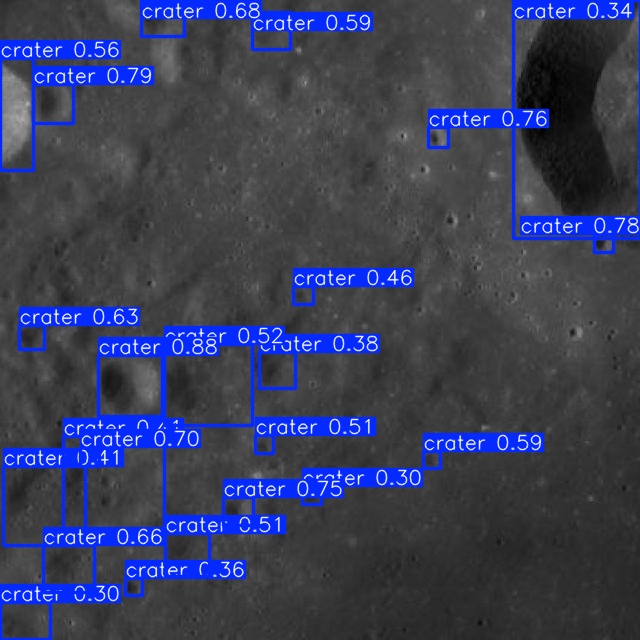 crater 0.68
crater 0.34
crater 0.59
crater 0.56
crater 0.79
crater 0.76
crater 0.78
crater 0.46
crater 0.63
crater 0.52
crater 0.88
crater 0.38
crater 0.41
crater 0.51
crater 0.70
crater 0.59
crater 0.41
crater 0.30
crater 0.75
crater 0.51
crater 0.66
crater 0.36
crater 0.30